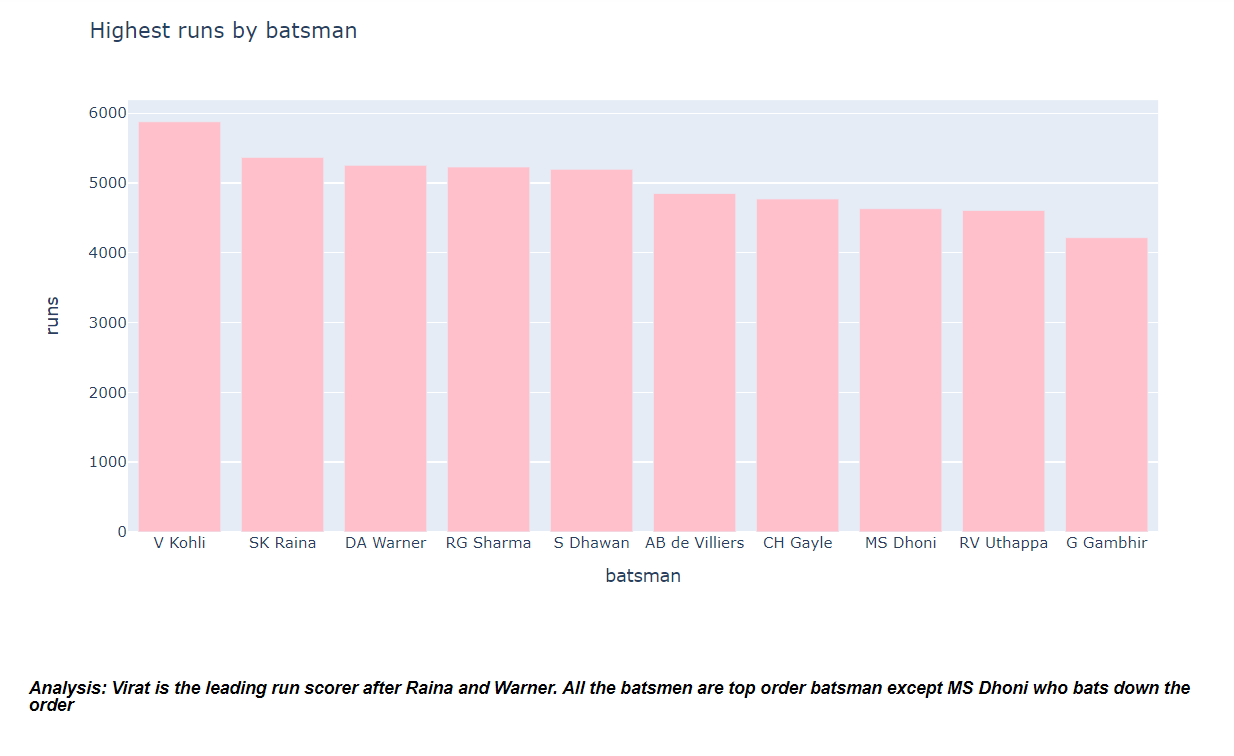 Highest runs by batsman
6000
5000
4000
3000
2000
1000
0
runs
V Kohli SK Raina DA Warner RG Sharma S Dhawan AB de Villiers CH Gayle MS Dhoni RV Uthappa G Gambhir
batsman
Analysis: Virat is the leading run scorer after Raina and Warner. All the batsmen are top order batsman except MS Dhoni who bats down the
order